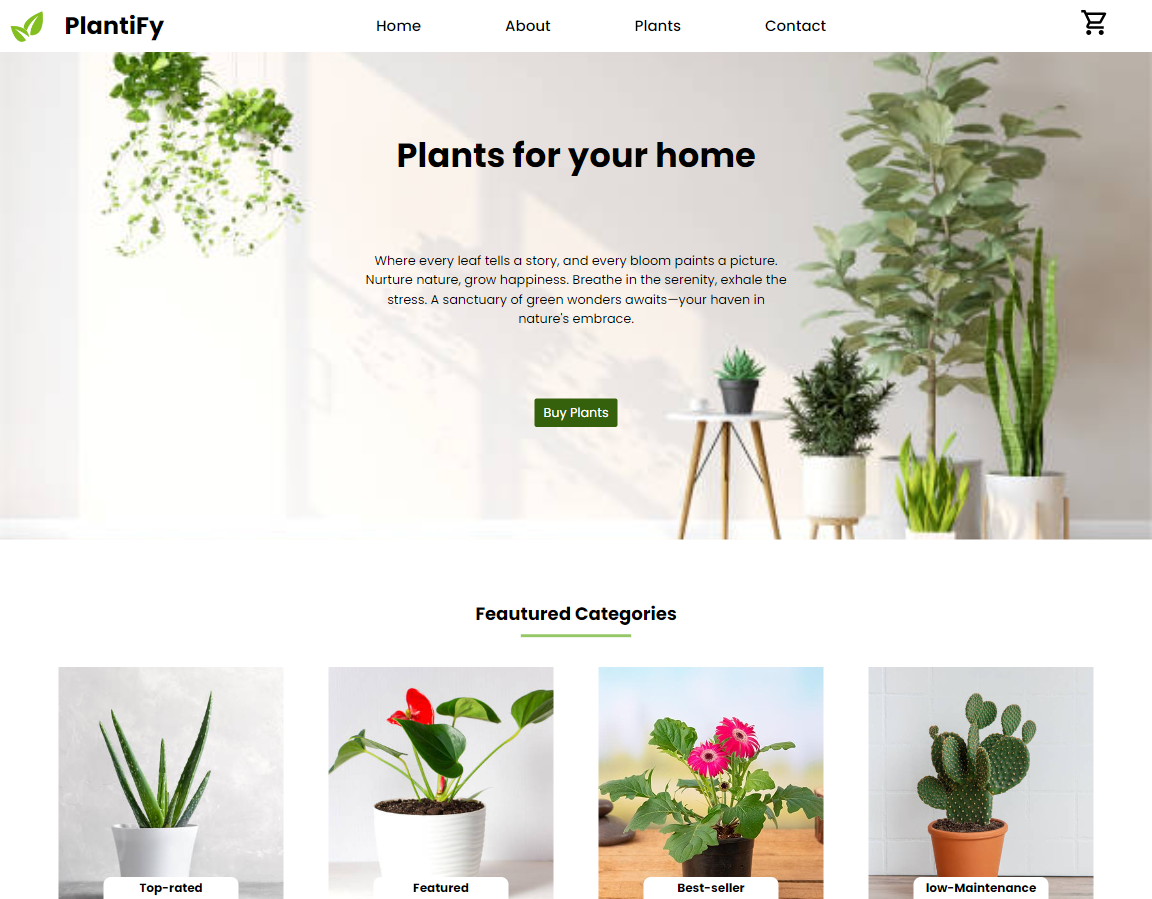 PlantiFy
Home About Plants Contact
Plants for your home
Where every leaf tells a story, and every bloom paints a picture.
Nurture nature, grow happiness. Breathe in the serenity, exhale the
stress. A sanctuary of green wonders awaits—your haven in
nature's embrace.
Buy Plants
Feautured Categories
Top-rated
Featured
Best-seller
low-Maintenance